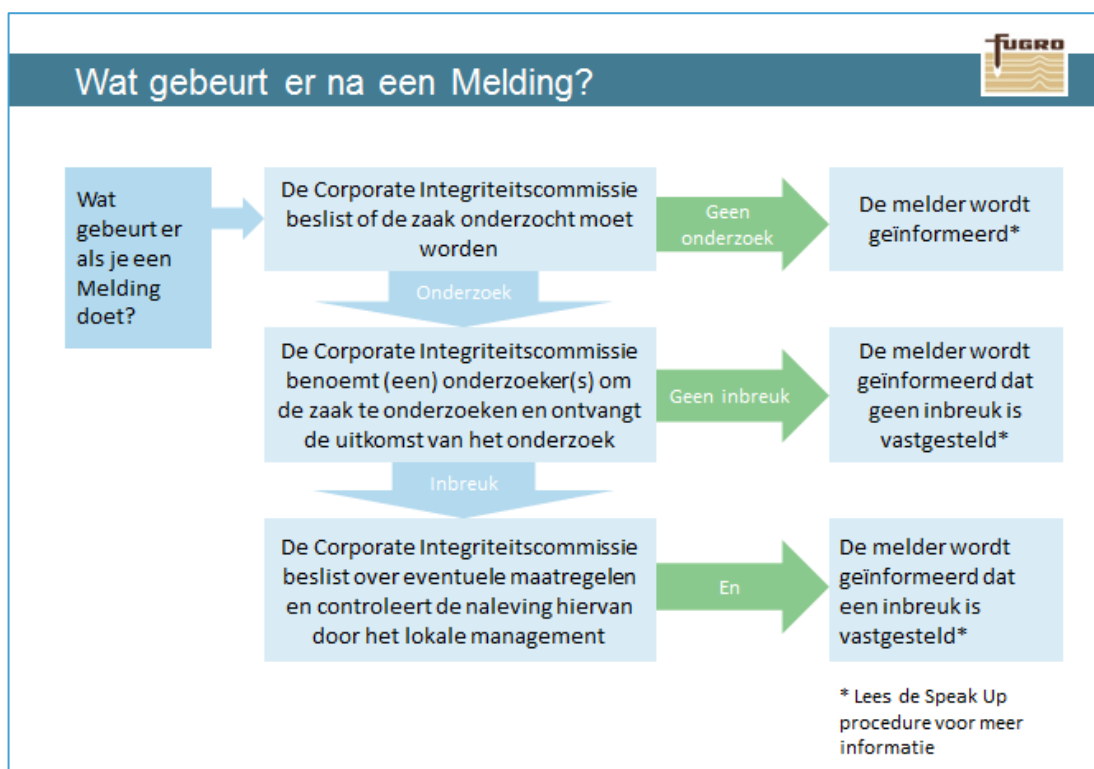 FUGRO
Wat gebeurt er na een Melding?
Wat
gebeurt er
als je een
Melding
doet?
De Corporate Integriteitscommissie
beslist of de zaak onderzocht moet
worden
Geen
onderzoek
De melder wordt
geïnformeerd*
Onderzoek
De Corporate Integriteitscommissie
benoemt (een) onderzoeker(s) om
de zaak te onderzoeken en ontvangt
de uitkomst van het onderzoek
Geen inbreuk
De melder wordt
geïnformeerd dat
geen inbreuk is
vastgesteld*
Inbreuk
De Corporate Integriteitscommissie
beslist over eventuele maatregelen
en controleert de naleving hiervan
door het lokale management
En
De melder wordt
geïnformeerd dat
een inbreuk is
vastgesteld*
* Lees de Speak Up
procedure voor meer
informatie